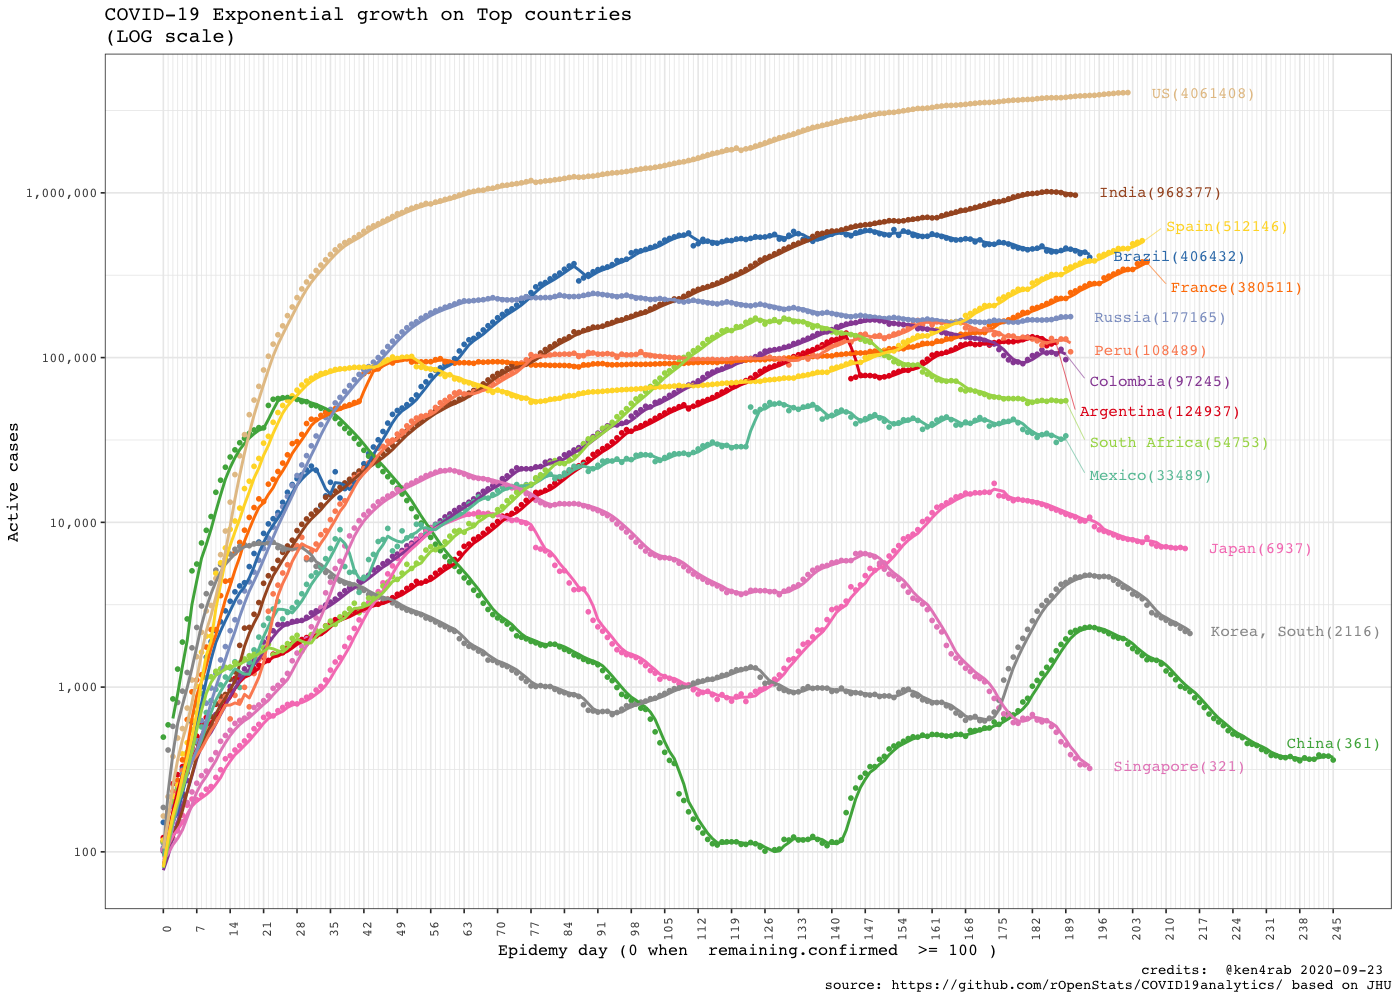 COVID-19 Exponential growth on Top countries
(LOG scale)
Active cases
1,000,000
100,000
10,000
1,000
100
US(4061408)
India(968377)
Spain(512146)
Brazil(406432)
France(380511)
Russia(177165)
Peru(108489)
Colombia(97245)
Argentina(124937)
South Africa(54753)
Mexico(33489)
Japan(6937)
Korea, South(2116)
China(361)
Singapore(321)
0 7 14 21 28 35 42 49 56 63 70 77 84 91 98 105 112 119 126 133 140 147 154 161 168 175 182 189 196 203 210 217 224 231 238 245
Epidemy day (0 when  remaining.confirmed  >= 100 )
credits:  @ken4rab 2020-09-23
source: https://github.com/rOpenStats/COVID19analytics/ based on JHU